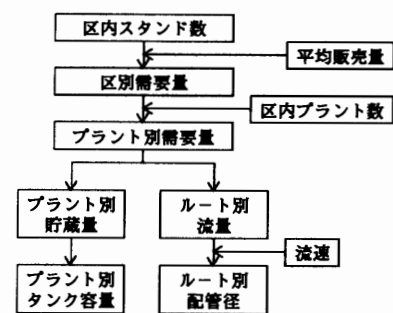 区内スタンド数
平均販売量
区別需要量
区内プラント数
プラント別需要量
プラント別
貯蔵量
ルート別
流量
流速
プラント別
タンク容量
ルート別
配管径